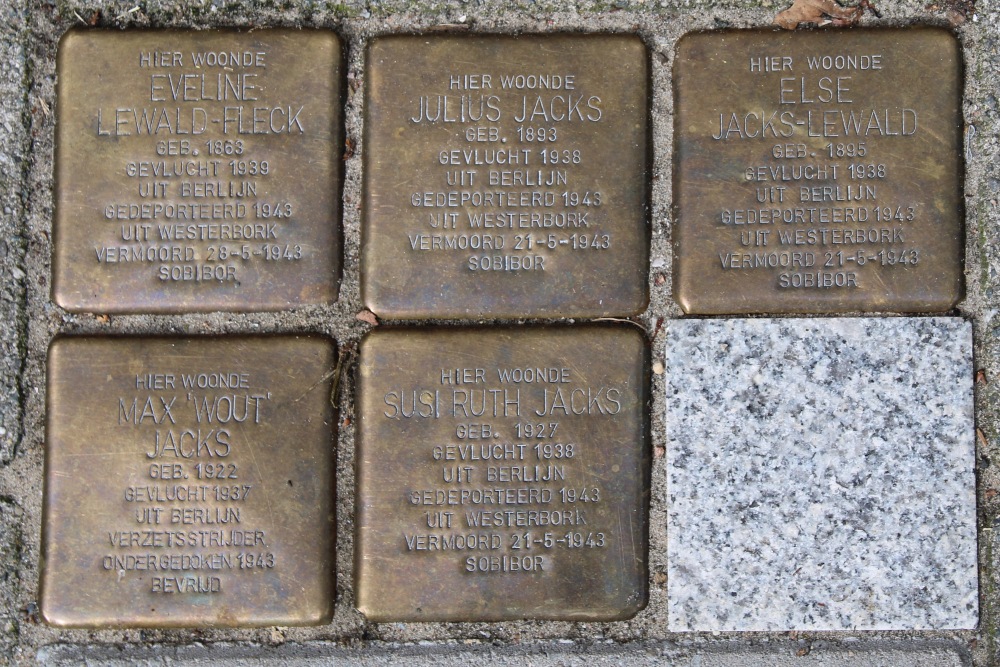 HIER WOONDE
EVELINE
LEWALD-FLECK
GEB. 1863
GEVLUCHT 1939
UIT BERLIJN
GEDEPORTEERD 1943
UIT WESTERBORK
VERMOORD 28-5-1943
SOBIBOR
HIER WOONDE
JULIUS JACKS
GEB. 1893
GEVLUCHT 1938
UIT BERLIJN
GEDEPORTEERD 1943
UIT WESTERBORK
VERMOORD 21-5-1943
SOBIBOR
HIER WOONDE
ELSE
JACKS-LEWALD
GEB. 1895
GEVLUCHT 1938
UIT BERLIJN
GEDEPORTEERD 1943
UIT WESTERBORK
VERMOORD 21-5-1943
SOBIBOR
HIER WOONDE
MAX 'WOUT'
JACKS
GEB. 1922
GEVLUCHT 1937
UIT BERLIJN
VERZETSSTRIJDER
ONDERGEDOKEN 1943
BEVRIJD
HIER WOONDE
SUSI RUTH JACKS
GEB. 1927
GEVLUCHT 1938
UIT BERLIJN
GEDEPORTEERD 1943
UIT WESTERBORK
VERMOORD 21-5-1943
SOBIBOR